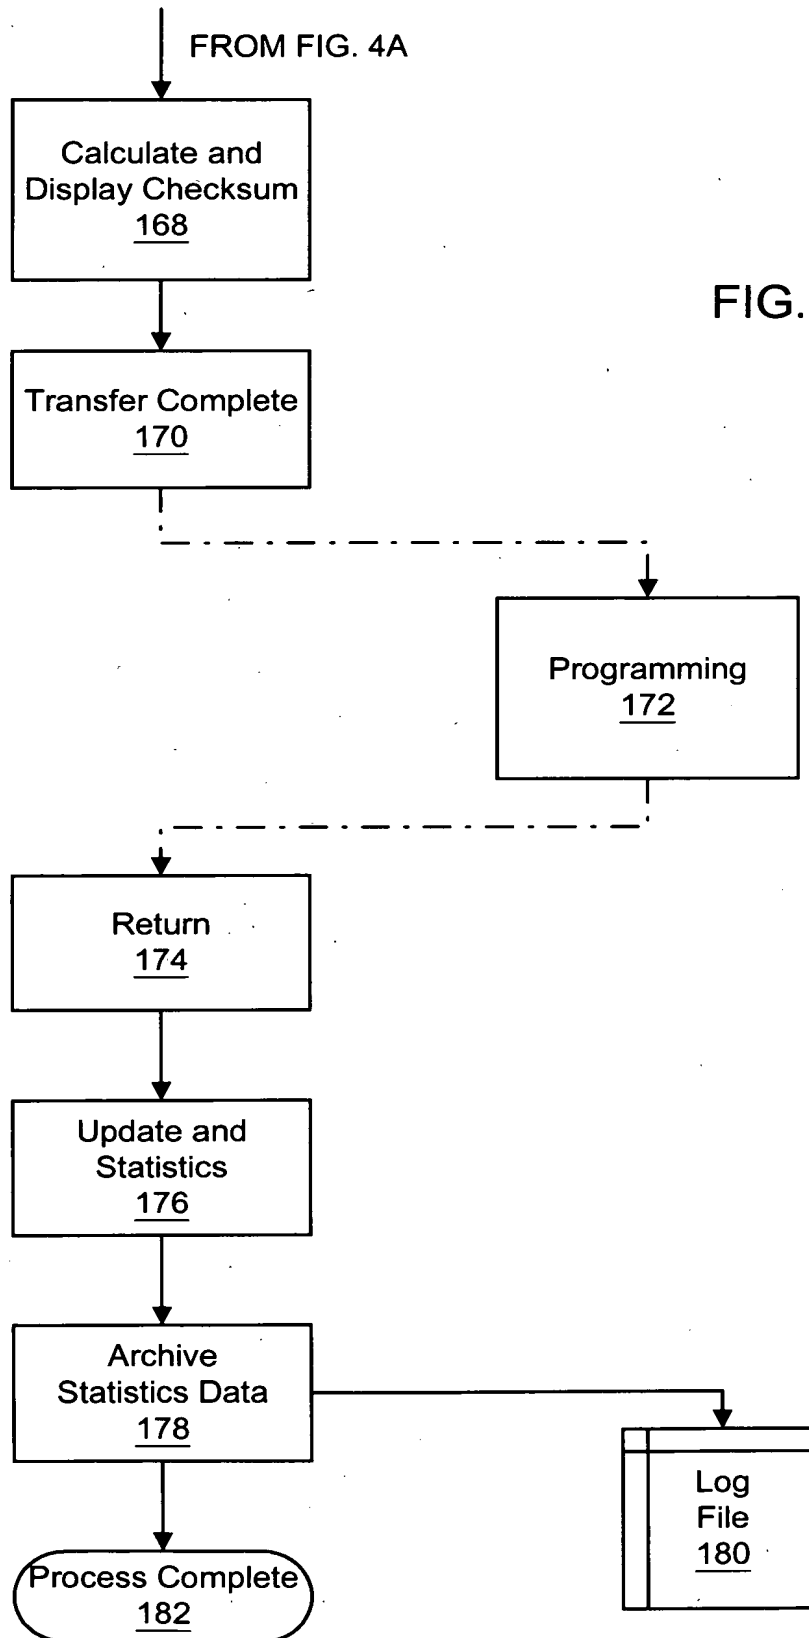 FROM FIG. 4A
Calculate and
Display Checksum
168
FIG.
Transfer Complete
170
Programming
172
Return
174
Update and
Statistics
176
Archive
Statistics Data
178
Log
File
180
Process Complete
182